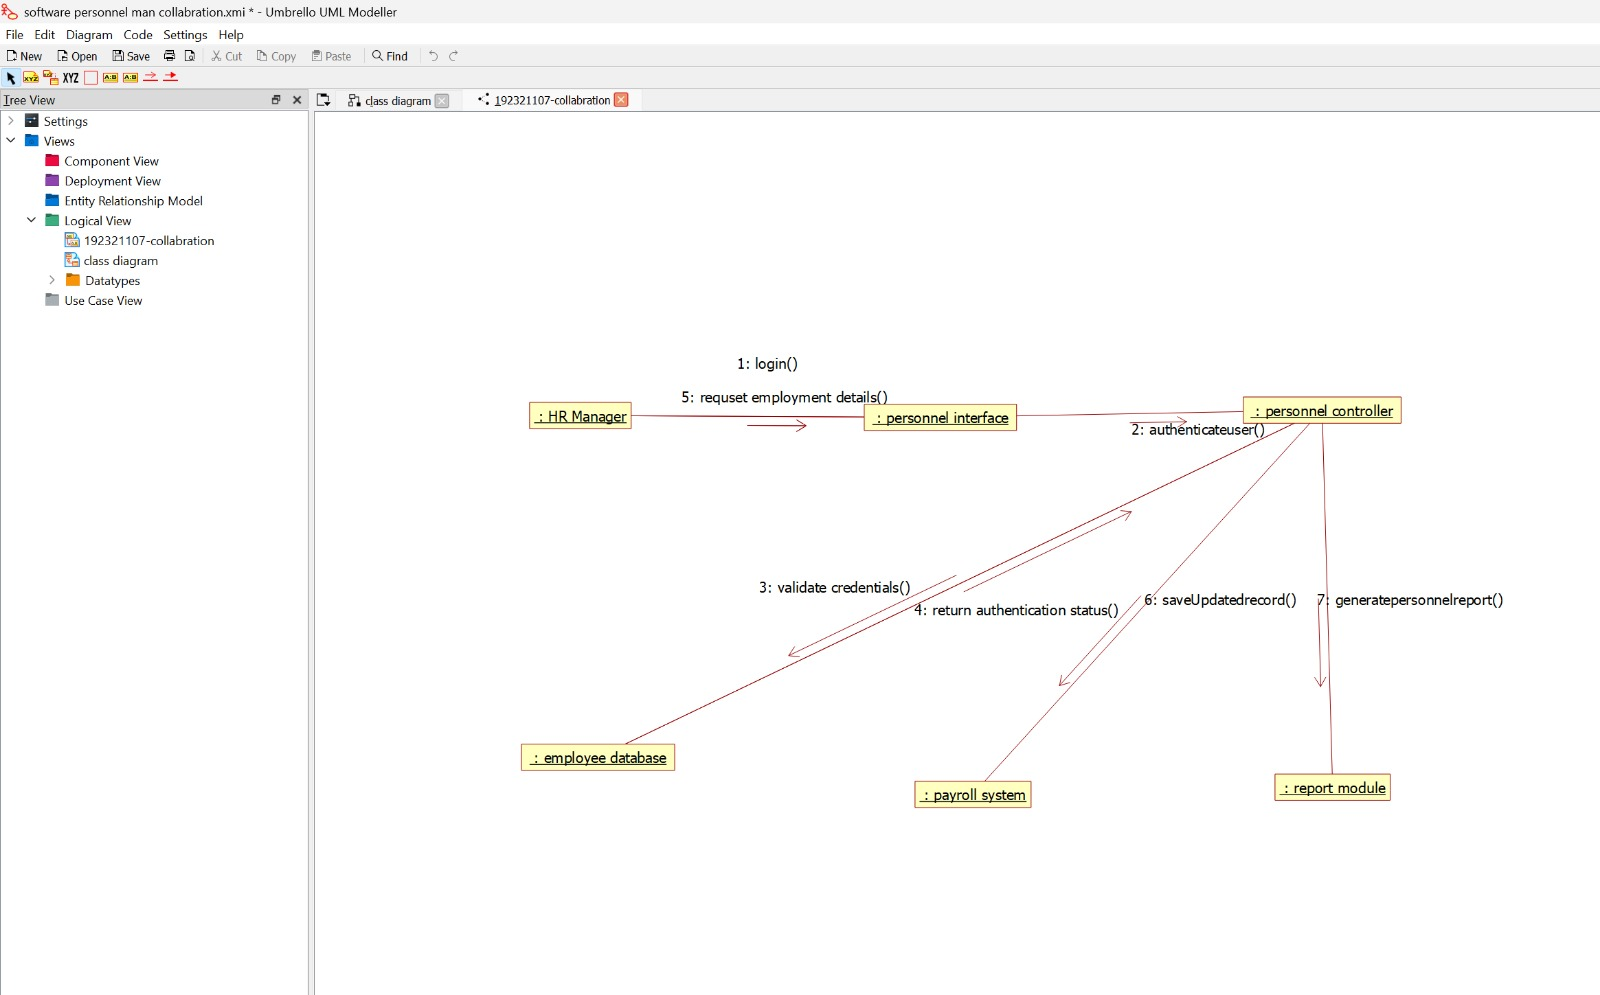 software personnel man collabration.xmi * - Umbrello UML Modeller
File Edit Diagram Code Settings Help
New Open Save Cut Copy Paste Find
XYZ XYZ A:B A:B
Tree View
class diagram
192321107-collabration
Settings
Views
Component View
Deployment View
Entity Relationship Model
Logical View
192321107-collabration
class diagram
Datatypes
Use Case View
1: login()
5: requset employment details()
: HR Manager
: personnel interface
: personnel controller
2: authenticateuser()
3: validate credentials()
4: return authentication status()
6: saveUpdatedrecord()
7: generatepersonnelreport()
: employee database
: payroll system
: report module